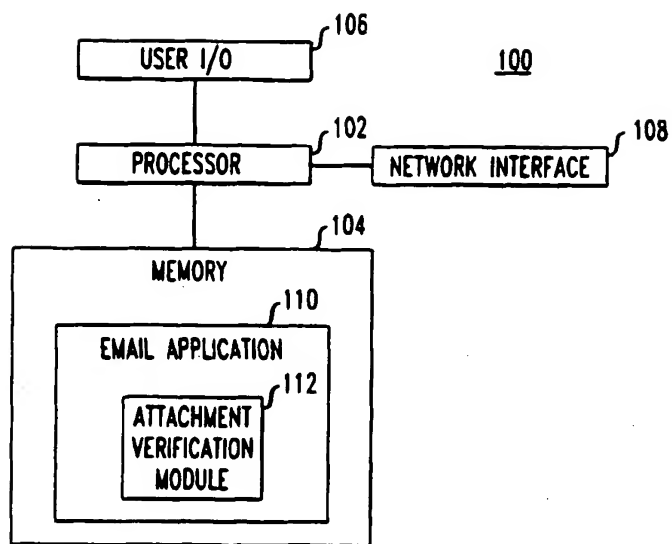 106
USER I/O
100
102
108
PROCESSOR
NETWORK INTERFACE
104
MEMORY
110
EMAIL APPLICATION
112
ATTACHMENT
VERIFICATION
MODULE